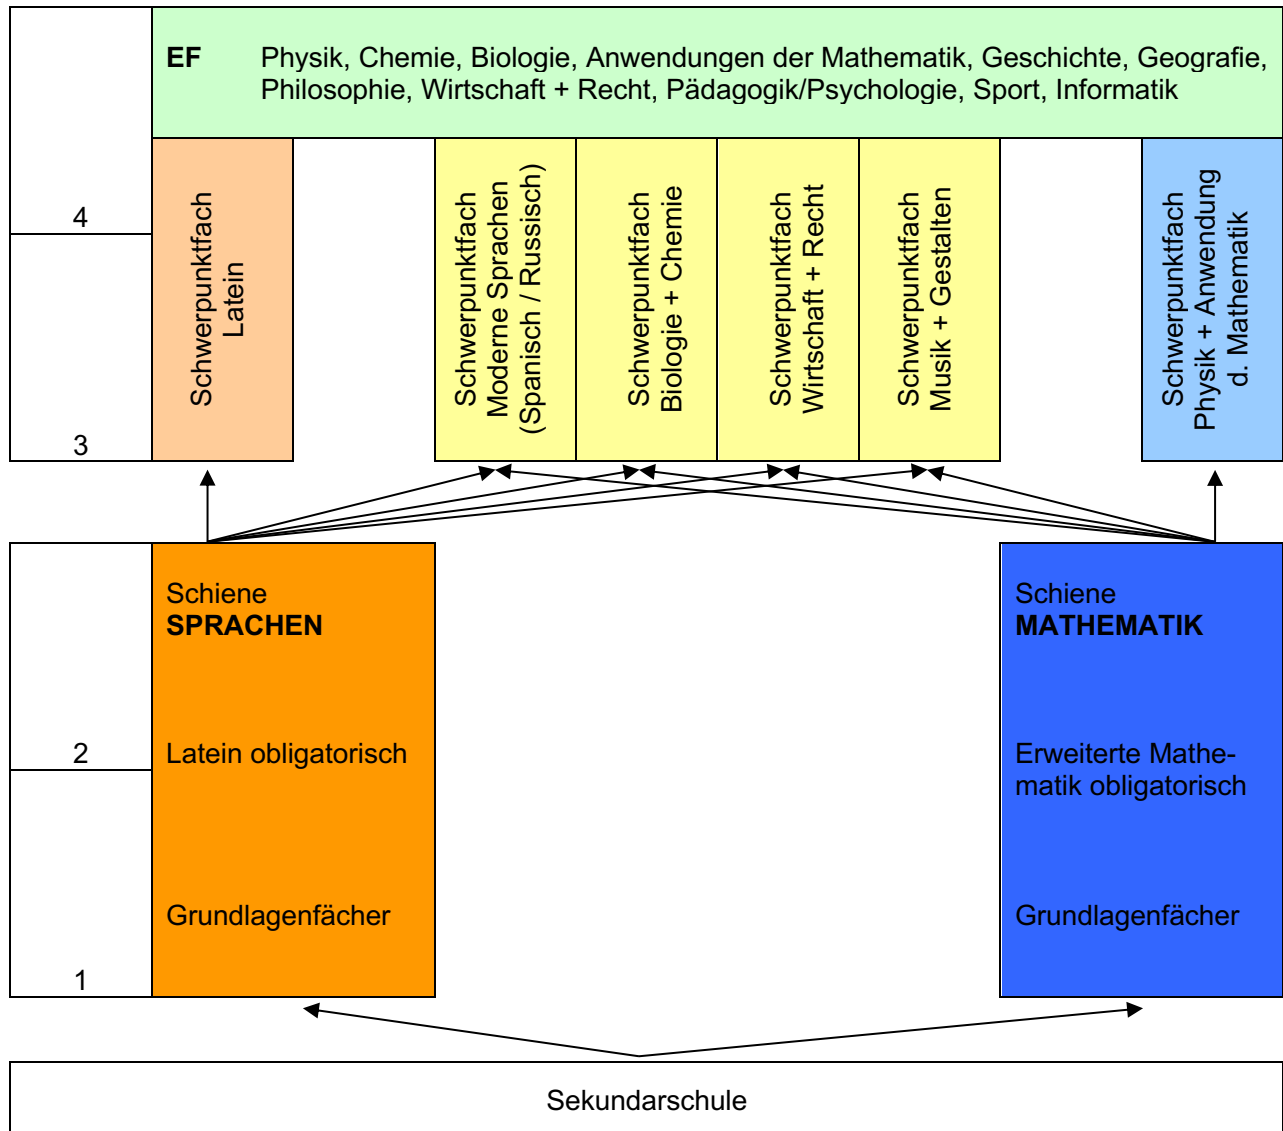 EF Physik, Chemie, Biologie, Anwendungen der Mathematik, Geschichte, Geografie,
Philosophie, Wirtschaft + Recht, Pädagogik/Psychologie, Sport, Informatik
4
3
Schwerpunktfach
Latein
Schwerpunktfach
Moderne Sprachen
(Spanisch / Russisch)
Schwerpunktfach
Biologie + Chemie
Schwerpunktfach
Wirtschaft + Recht
Schwerpunktfach
Musik + Gestalten
Schwerpunktfach
Physik + Anwendung
d. Mathematik
Schiene
SPRACHEN
Latein obligatorisch
Grundlagenfächer
Schiene
MATHEMATIK
Erweiterte Mathe-
matik obligatorisch
Grundlagenfächer
2
1
Sekundarschule